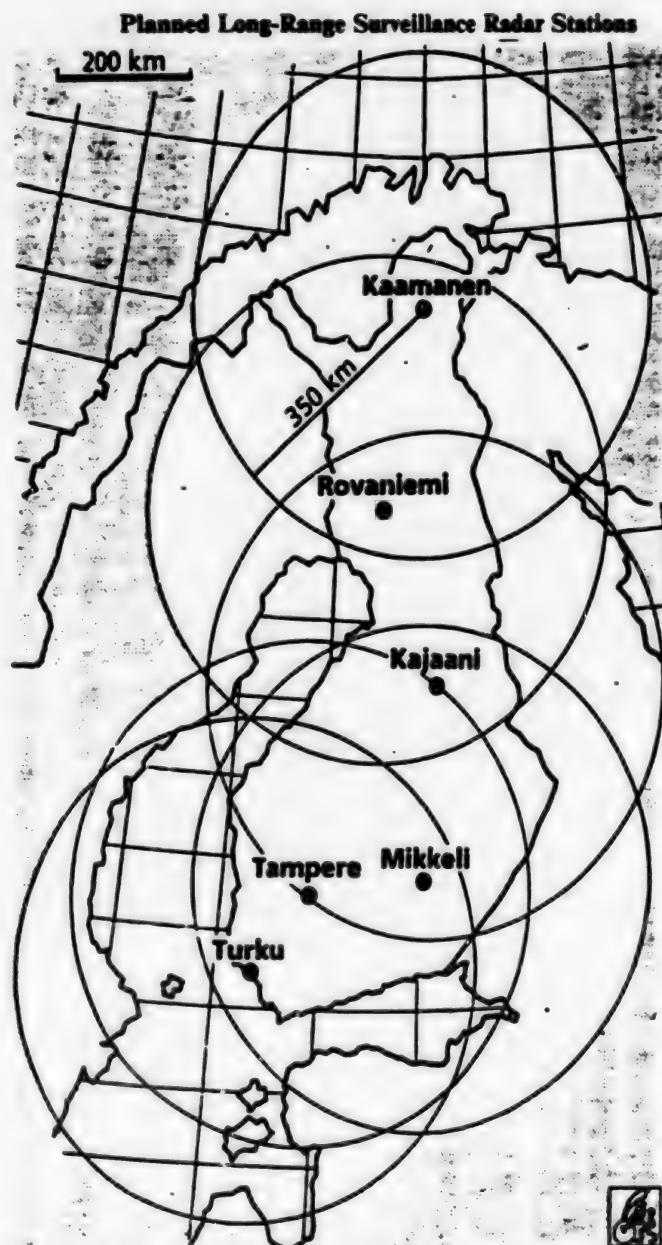 Planned Long-Range Surveillance Radar Stations
200 km
Kaamanen
350 km
Rovaniemi
Kajaani
Tampere
Mikkeli
Turku